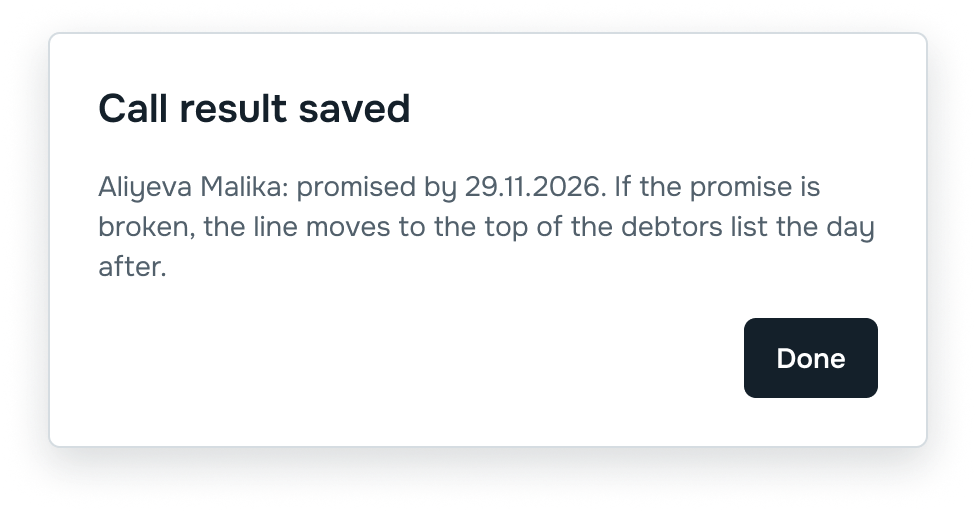 Call result saved
Aliyeva Malika: promised by 29.11.2026. If the promise is
broken, the line moves to the top of the debtors list the day
after.
Done